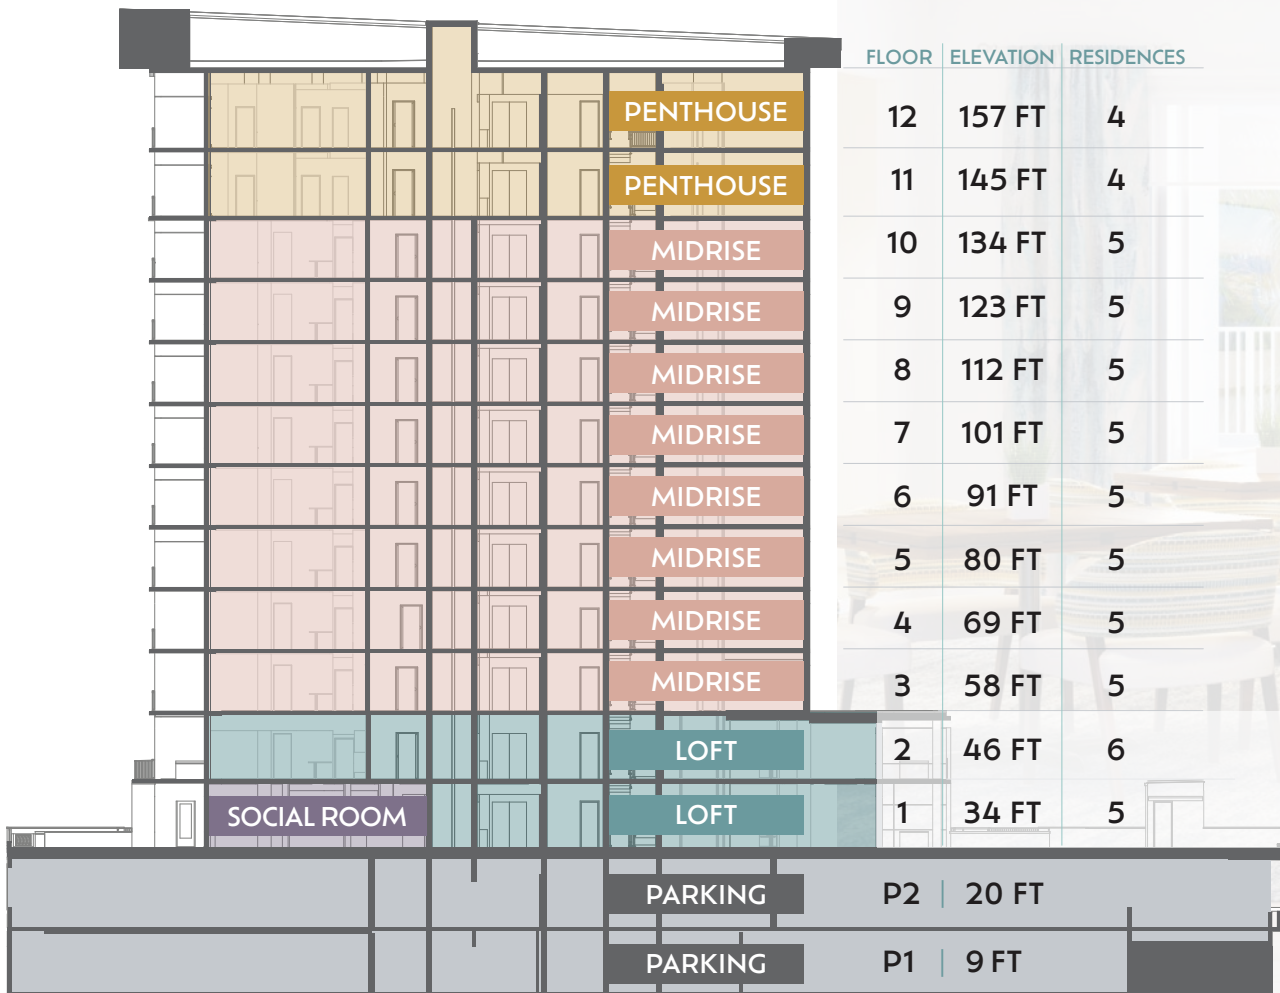 FLOOR ELEVATION RESIDENCES
PENTHOUSE 12 157 FT 4
PENTHOUSE 11 145 FT 4
MIDRISE 10 134 FT 5
MIDRISE 9 123 FT 5
MIDRISE 8 112 FT 5
MIDRISE 7 101 FT 5
MIDRISE 6 91 FT 5
MIDRISE 5 80 FT 5
MIDRISE 4 69 FT 5
MIDRISE 3 58 FT 5
LOFT 2 46 FT 6
SOCIAL ROOM LOFT 1 34 FT 5
PARKING P2 | 20 FT
PARKING P1 | 9 FT